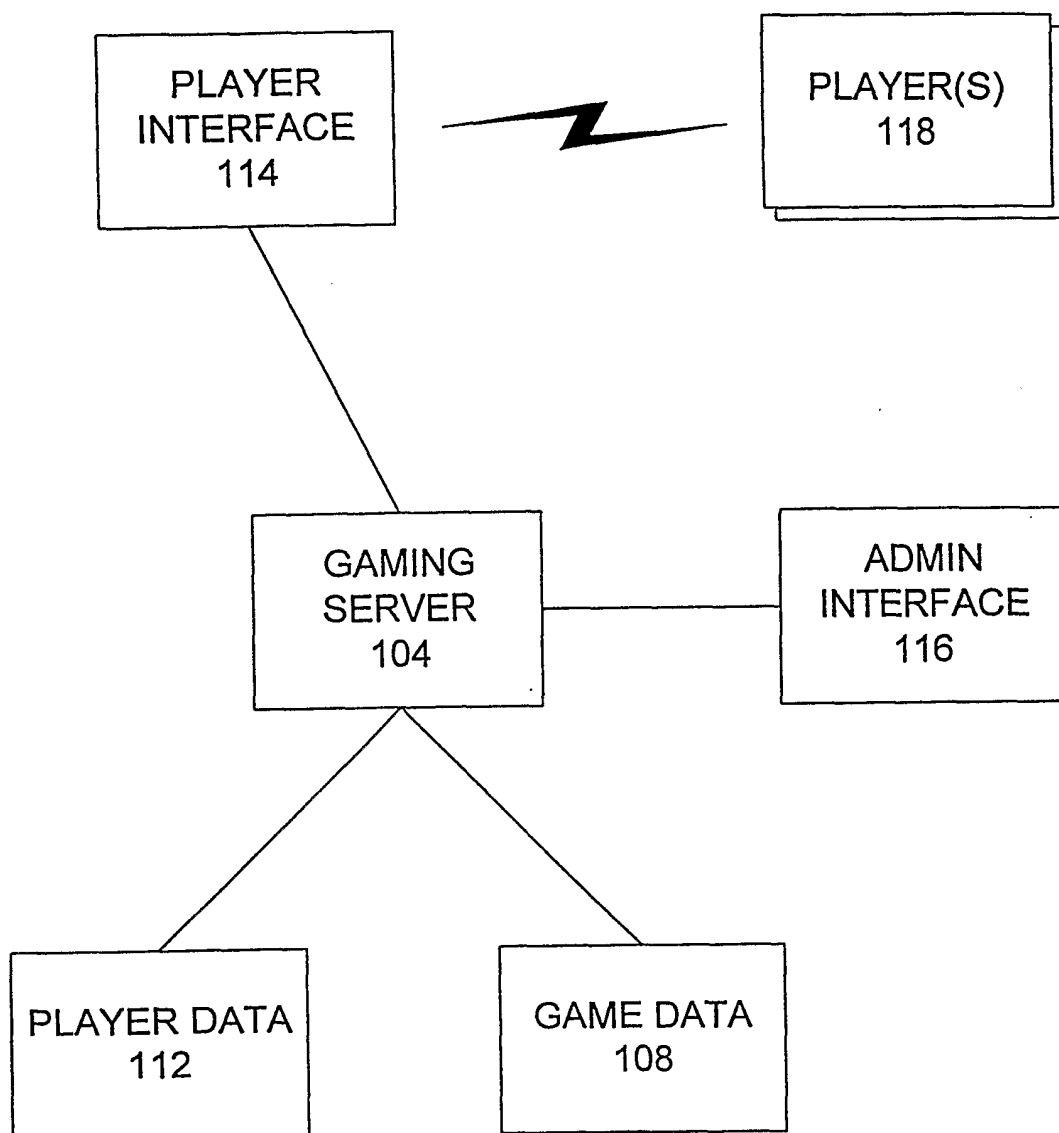 PLAYER
INTERFACE
114
PLAYER(S)
118
GAMING
SERVER
104
ADMIN
INTERFACE
116
PLAYER DATA
112
GAME DATA
108